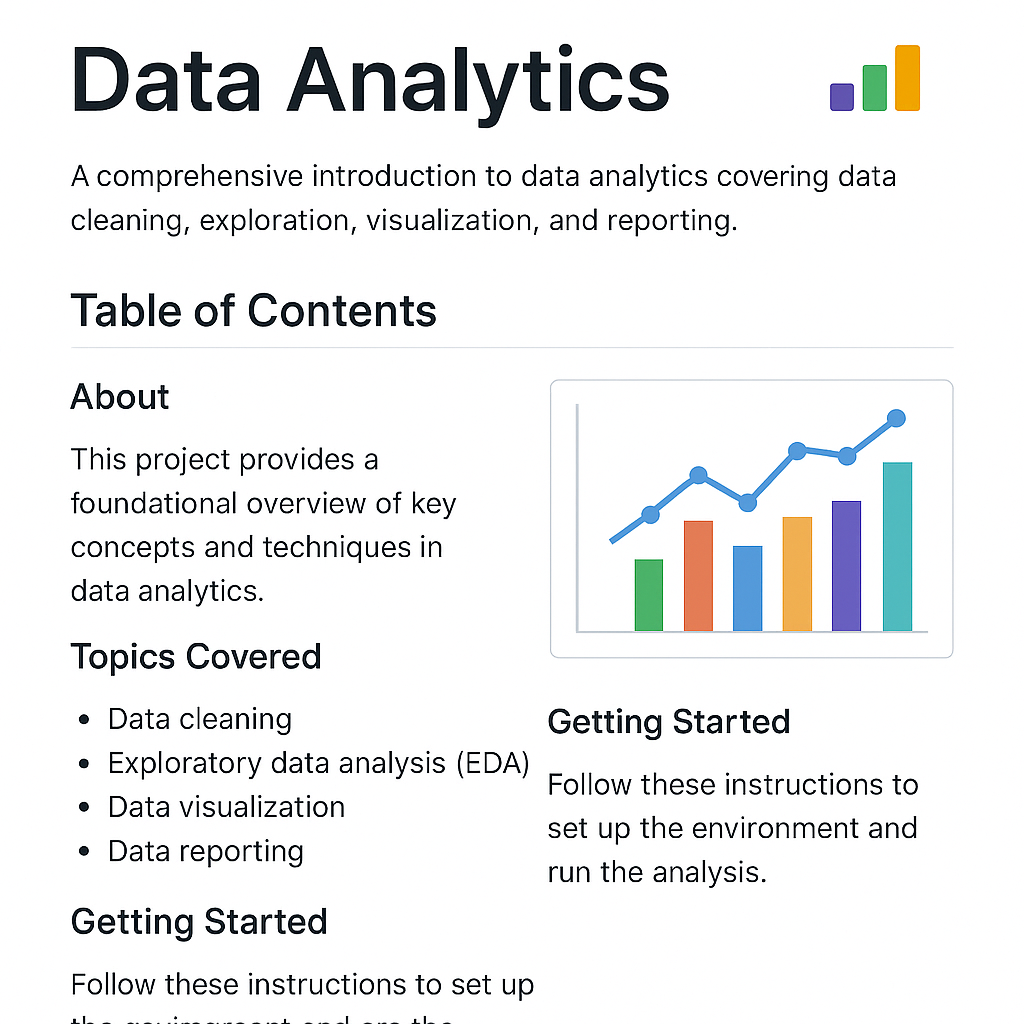 Data Analytics
A comprehensive introduction to data analytics covering data
cleaning, exploration, visualization, and reporting.
Table of Contents
About
This project provides a
foundational overview of key
concepts and techniques in
data analytics.
Topics Covered
• Data cleaning
• Exploratory data analysis (EDA)
• Data visualization
• Data reporting
Getting Started
Follow these instructions to set up
Getting Started
Follow these instructions to
set up the environment and
run the analysis.